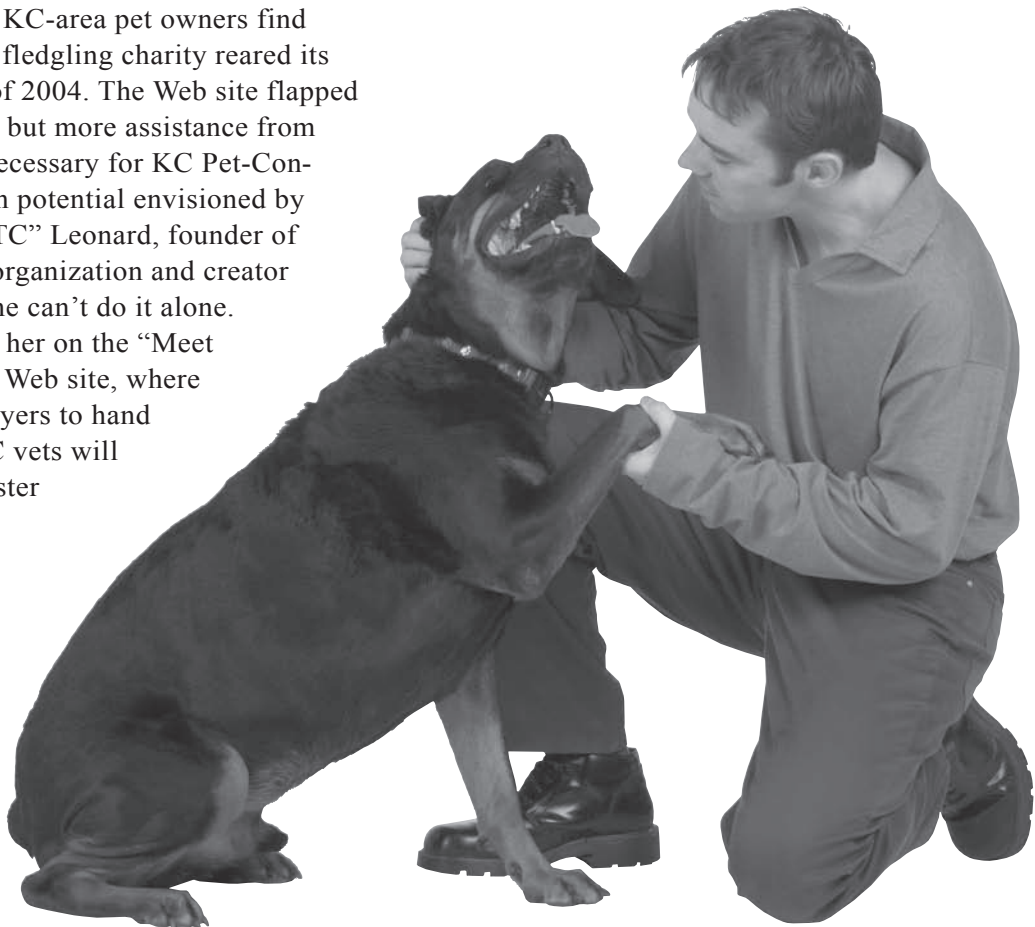 KC-area pet owners find
fledgling charity reared its
of 2004. The Web site flapped
but more assistance from
ecessary for KC Pet-Con-
n potential envisioned by
TC” Leonard, founder of
organization and creator
ne can’t do it alone.
her on the “Meet
Web site, where
yers to hand
C vets will
ster